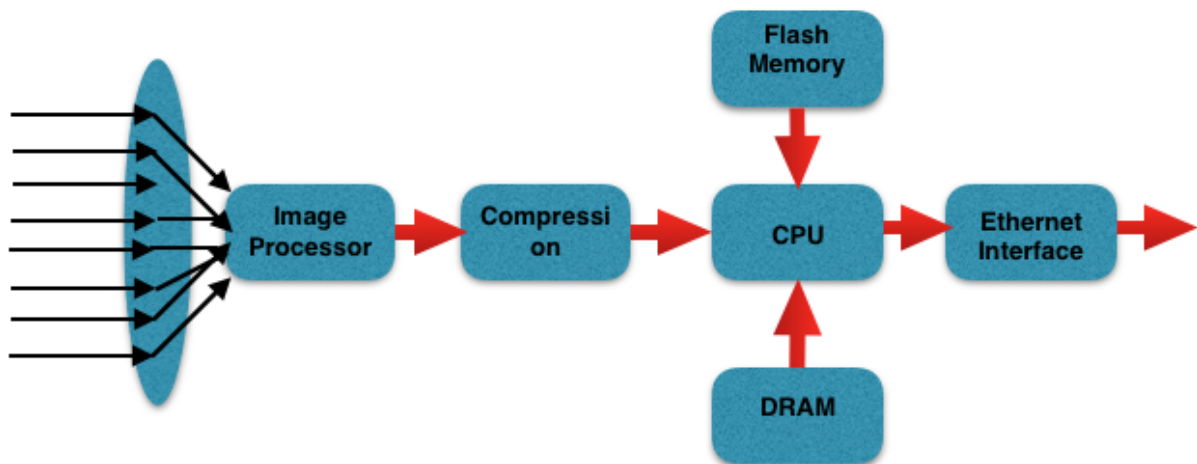 Flash
Memory
Image
Processor
Compressi
on
CPU
Ethernet
Interface
DRAM